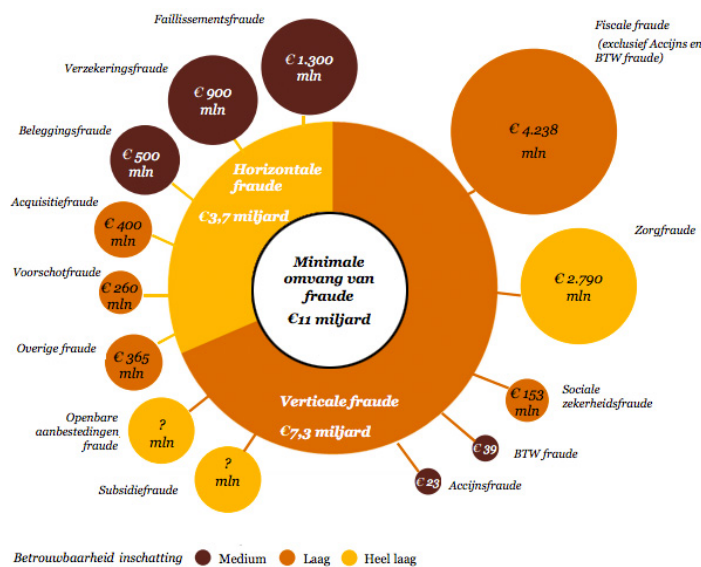 Faillissementsfraude
€ 1.300
mln
Verzekeringsfraude
€ 900
mln
Beleggingsfraude
€ 500
mln
Acquisitiefraude
€ 400
mln
Voorschotfraude
€ 260
mln
Overige fraude
€ 365
mln
Openbare
aanbestedingen
fraude
?
mln
Subsidiefraude
?
mln
Horizontale
fraude
€3,7 miljard
Minimale
omvang van
fraude
€11 miljard
Verticale fraude
€7,3 miljard
Fiscale fraude
(exclusief Accijns en
BTW fraude)
€ 4.238
mln
Zorgfraude
€ 2.790
mln
€ 153
mln
Sociale
zekerheidsfraude
€ 39
BTW fraude
€ 23
Accijnsfraude
Betrouwbaarheid inschatting Medium Laag Heel laag